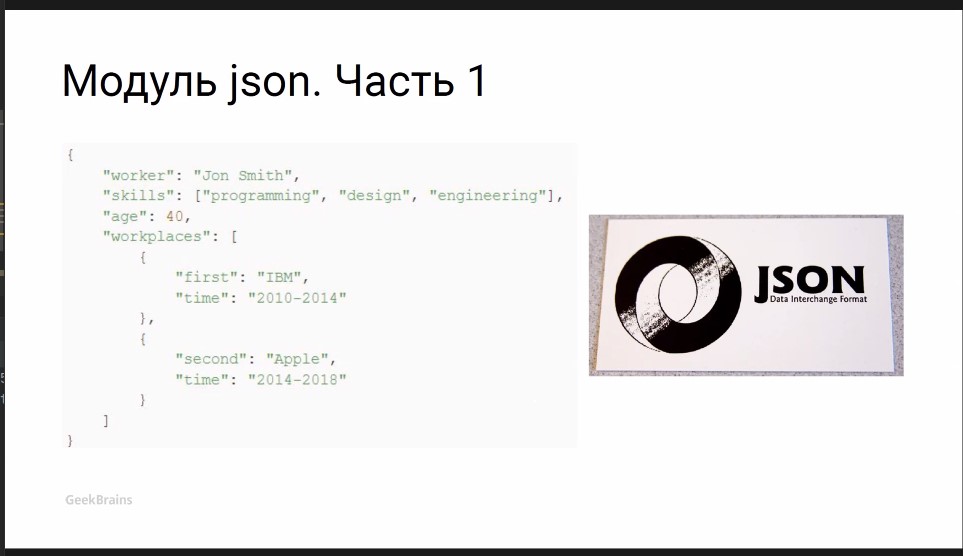 Модуль json. Часть 1
{
"worker": "Jon Smith",
"skills": ["programming", "design", "engineering"],
"age": 40,
"workplaces": [
{
"first": "IBM",
"time": "2010-2014"
},
{
"second": "Apple",
"time": "2014-2018"
}
]
}
JSON
Data Interchange Format
GeekBrains